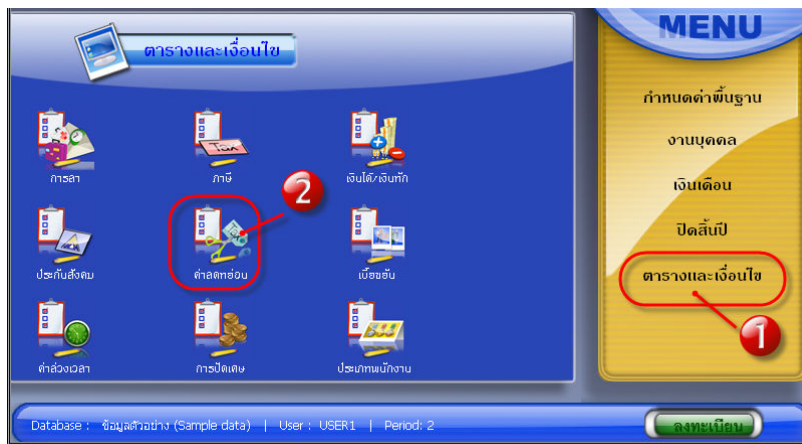 ตารางและเงื่อนไข
การลา
Tax
ภาษี
เงินได้/เงินหัก
2
ประกันสังคม
ค่าลดหย่อน
เบี้ยขยัน
ค่าล่วงเวลา
การปัดเศษ
ประเภทพนักงาน
MENU
กำหนดค่าพื้นฐาน
งานบุคคล
เงินเดือน
ปิดสิ้นปี
ตารางและเงื่อนไข
1
Database : ข้อมูลตัวอย่าง (Sample data) | User : USER1 | Period: 2
ลงทะเบียน